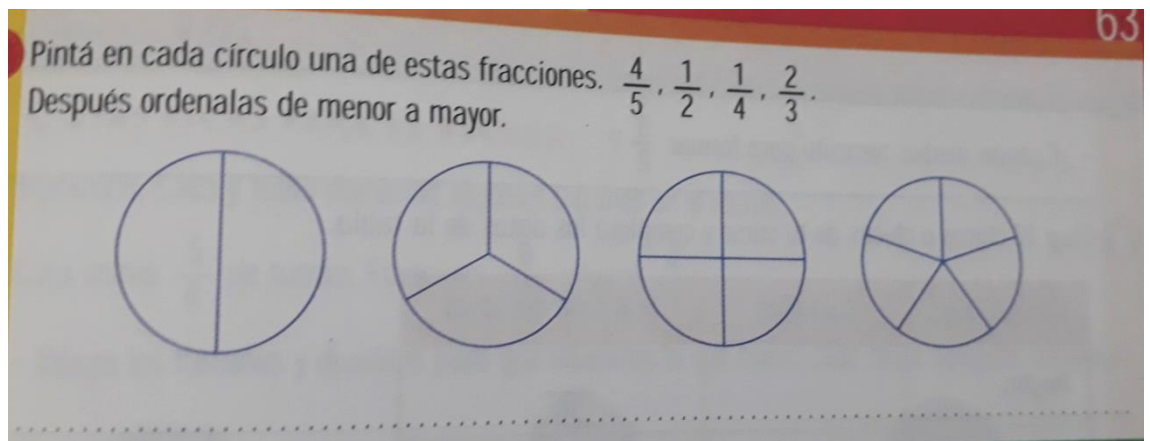 63
Pintá en cada círculo una de estas fracciones. 4/5, 1/2, 1/4, 2/3.
Después ordenalas de menor a mayor.